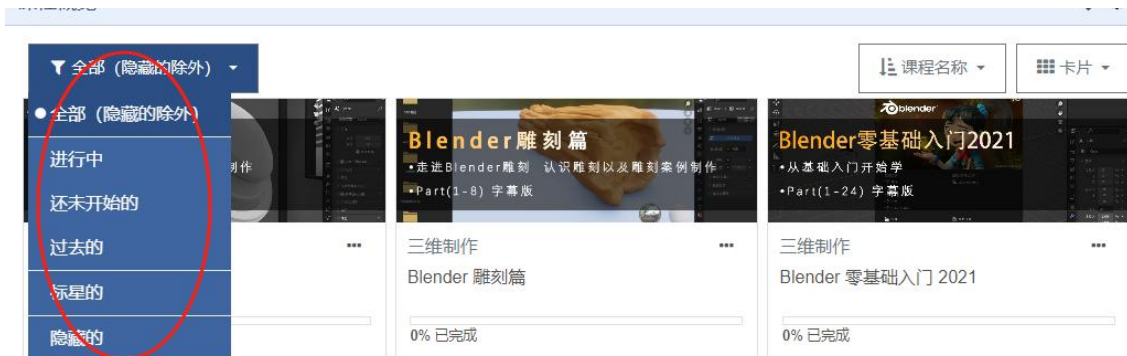 全部（隐藏的除外）
课程名称
卡片
全部（隐藏的除外）
进行中
还未开始的
过去的
标星的
隐藏的
制作
Blender雕刻篇
•走进Blender雕刻 认识雕刻以及雕刻案例制作
•Part(1-8) 字幕版
三维制作
Blender 雕刻篇
0% 已完成
blender
Blender零基础入门2021
•从基础入门开始学
•Part(1-24) 字幕版
三维制作
Blender 零基础入门 2021
0% 已完成